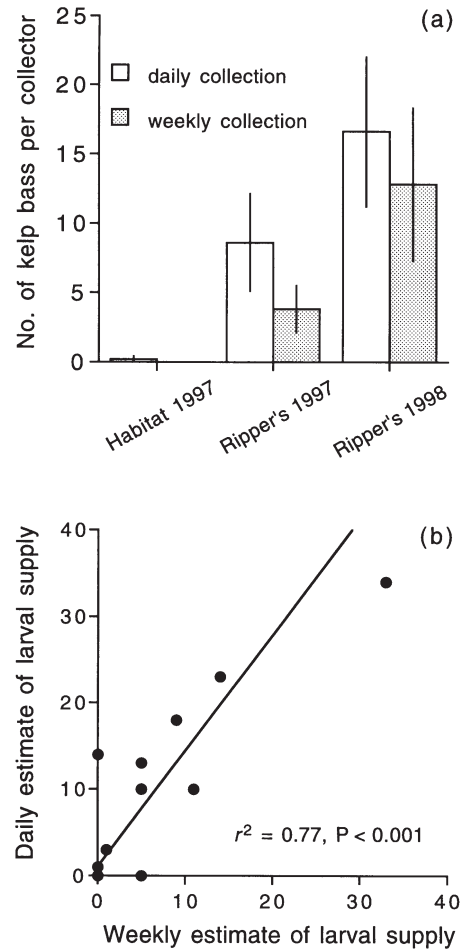 (a)
No. of kelp bass per collector
25
20
15
10
5
0
daily collection
weekly collection
Habitat 1997
Ripper's 1997
Ripper's 1998
(b)
Daily estimate of larval supply
40
30
20
10
0
r² = 0.77, P < 0.001
0 10 20 30 40
Weekly estimate of larval supply